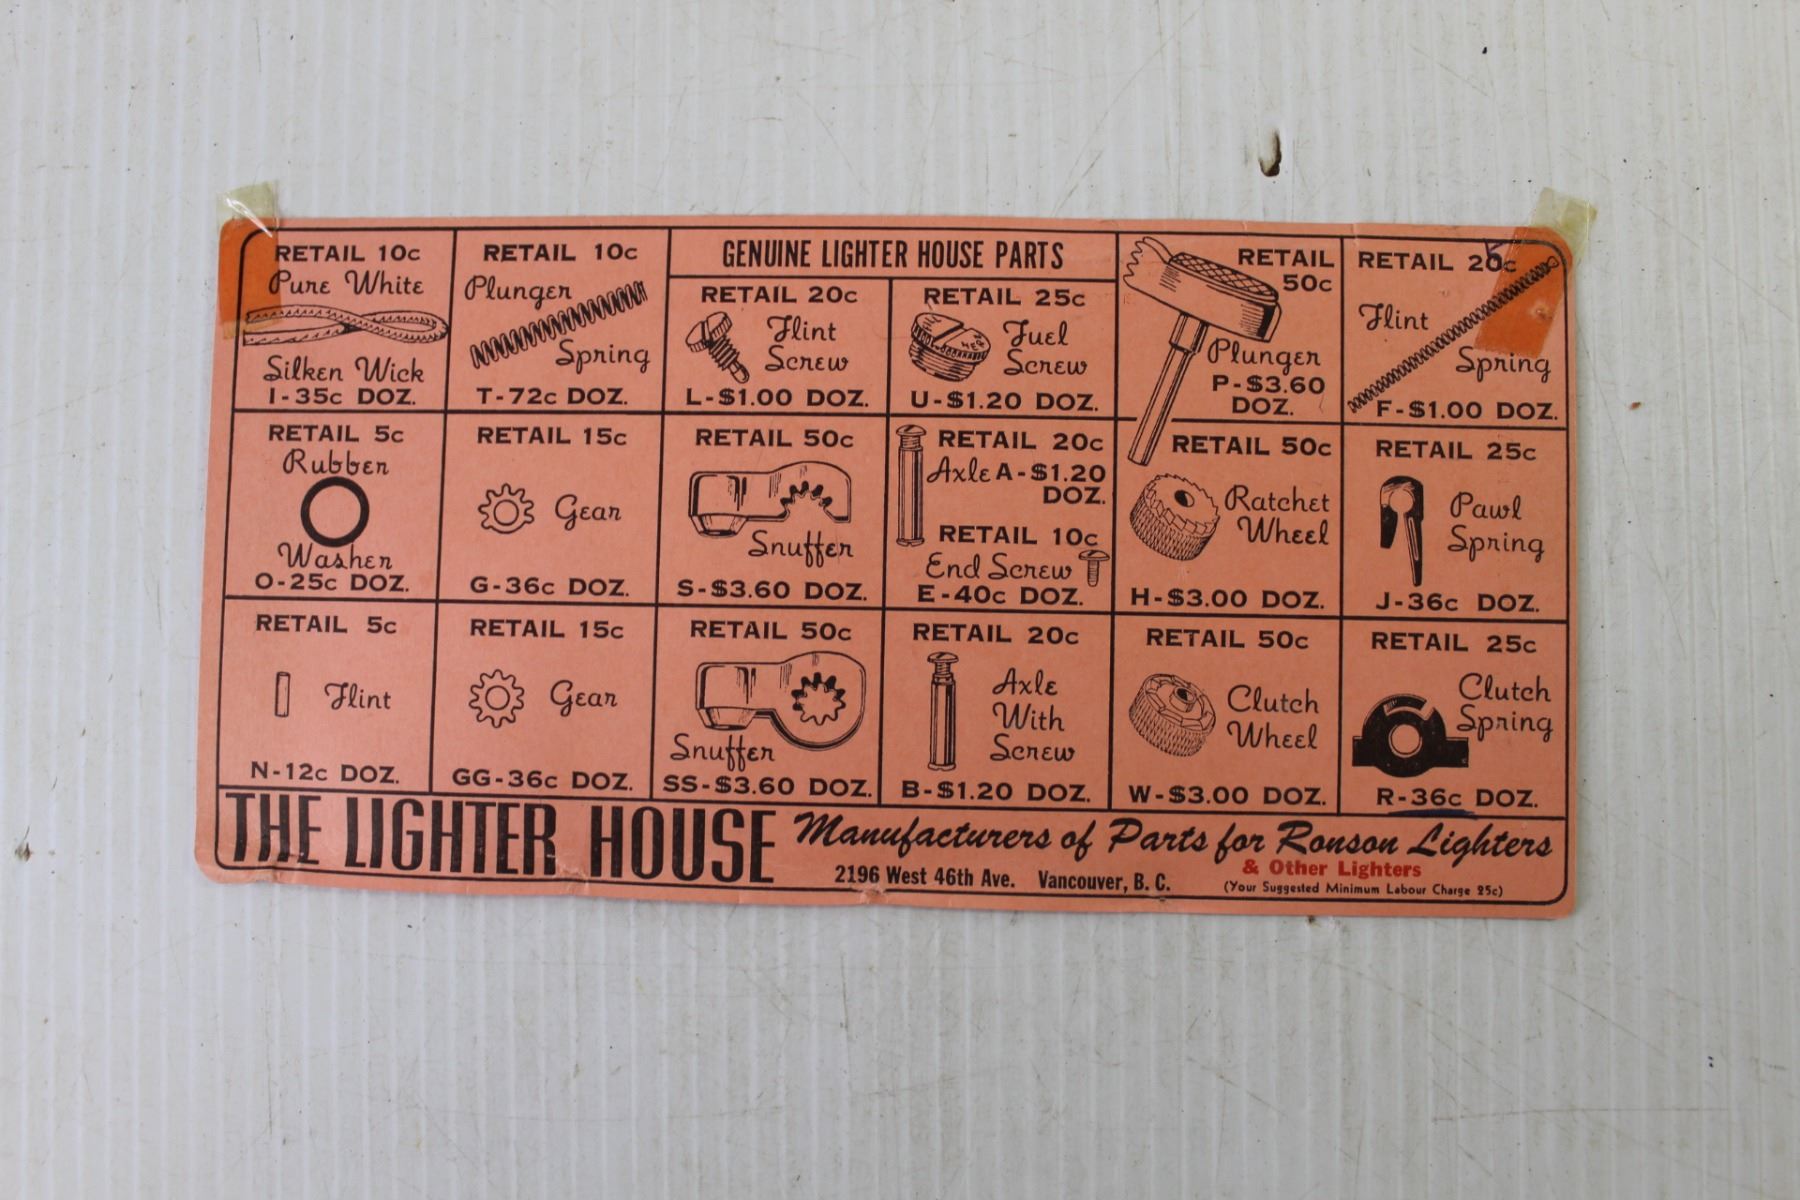 RETAIL 10c
Pure White
Silken Wick
I-35c DOZ.
RETAIL 10c
Plunger
Spring
T-72c DOZ.
GENUINE LIGHTER HOUSE PARTS
RETAIL 20c
Flint
Screw
L-$1.00 DOZ.
RETAIL 25c
Fuel
Screw
U-$1.20 DOZ.
RETAIL
50c
Plunger
P-$3.60
DOZ.
RETAIL 20c
5
Flint
Spring
F-$1.00 DOZ.
RETAIL 5c
Rubber
Washer
O-25c DOZ.
RETAIL 15c
Gear
G-36c DOZ.
RETAIL 50c
Snuffer
S-$3.60 DOZ.
RETAIL 20c
Axle A-$1.20
DOZ.
RETAIL 10c
End Screw
E-40c DOZ.
RETAIL 50c
Ratchet
Wheel
H-$3.00 DOZ.
RETAIL 25c
Pawl
Spring
J-36c DOZ.
RETAIL 5c
Flint
N-12c DOZ.
RETAIL 15c
Gear
GG-36c DOZ.
RETAIL 50c
Snuffer
SS-$3.60 DOZ.
RETAIL 20c
Axle
With
Screw
B-$1.20 DOZ.
RETAIL 50c
Clutch
Wheel
W-$3.00 DOZ.
RETAIL 25c
Clutch
Spring
R-36c DOZ.
THE LIGHTER HOUSE
Manufacturers of Parts for Ronson Lighters
& Other Lighters
2196 West 46th Ave. Vancouver, B. C.
(Your Suggested Minimum Labour Charge 25c)